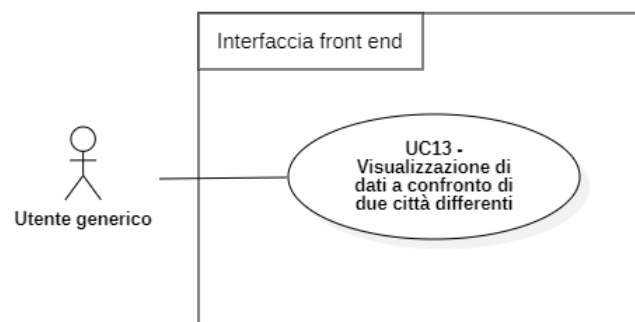 Interfaccia front end
UC13 -
Visualizzazione di
dati a confronto di
due città differenti
Utente generico